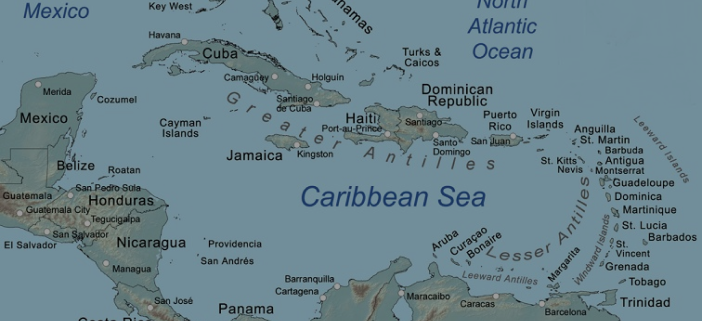 Mexico
Key West
North
Atlantic
Ocean
Havana
Cuba
Turks &
Caicos
Camagüey
Holguín
Merida
Cozumel
Santiago
de Cuba
Dominican
Republic
Mexico
Cayman
Islands
Haiti
Port-au-Prince
Santiago
Puerto
Rico
Virgin
Islands
San Juan
Santo
Domingo
Jamaica
Kingston
Greater Antilles
Anguilla
St. Martin
Barbuda
Antigua
Montserrat
St. Kitts
Nevis
Leeward Islands
Belize
Roatan
Guadeloupe
Guatemala
San Pedro Sula
Honduras
Caribbean Sea
Dominica
Guatemala City
Tegucigalpa
Martinique
San Salvador
El Salvador
Lesser Antilles
St. Lucia
Barbados
Nicaragua
Providencia
Aruba
Curaçao
Bonaire
Windward Islands
St.
Vincent
San Andrés
Grenada
Managua
Leeward Antilles
Margarita
Tobago
Barranquilla
Cartagena
Maracaibo
Caracas
Barcelona
Trinidad
San José
Panama